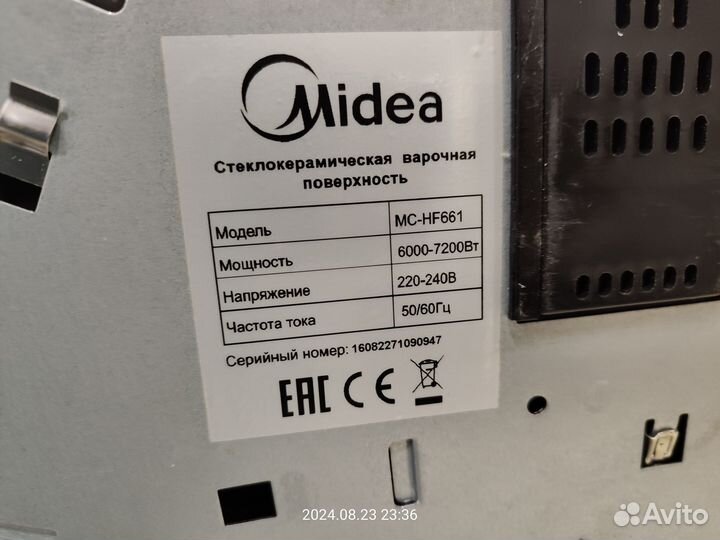 Midea
Стеклокерамическая варочная
поверхность
Модель MC-HF661
Мощность 6000-7200Вт
Напряжение 220-240В
Частота тока 50/60Гц
Серийный номер: 16082271090947
EAC CE
2024.08.23 23:36
Avito